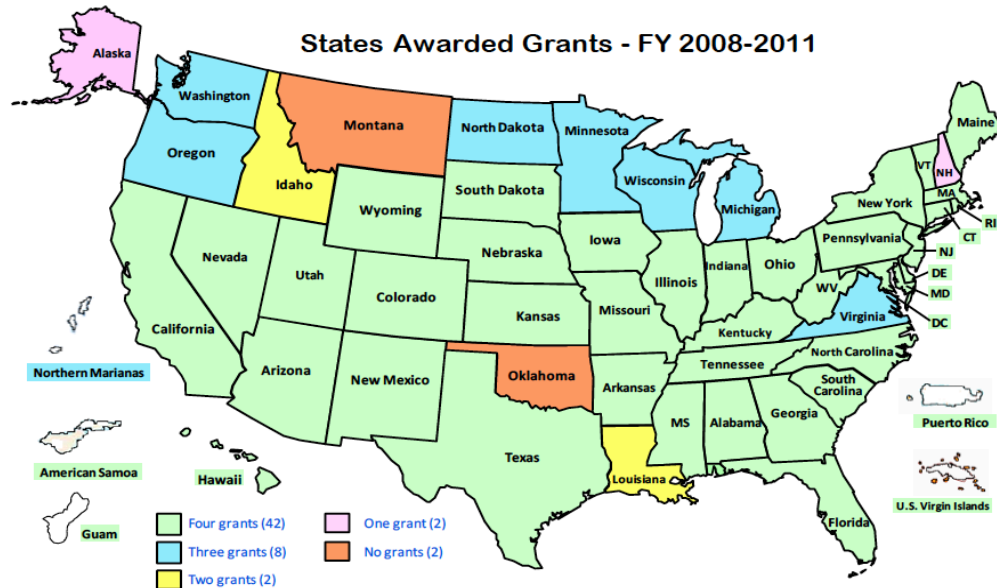 States Awarded Grants - FY 2008-2011
Alaska
Washington
Montana
North Dakota
Minnesota
Maine
Oregon
Idaho
Wisconsin
Michigan
VT
NH
South Dakota
Wyoming
MA
New York
RI
CT
Iowa
Pennsylvania
NJ
Nebraska
Nevada
Utah
Illinois
Indiana
Ohio
DE
Colorado
WV
MD
California
Kansas
Missouri
Virginia
DC
Kentucky
Northern Marianas
Arizona
New Mexico
Oklahoma
Arkansas
Tennessee
North Carolina
South
Carolina
MS
Alabama
Georgia
Puerto Rico
Texas
American Samoa
Hawaii
Louisiana
U.S. Virgin Islands
Florida
Guam
Four grants (42)
One grant (2)
Three grants (8)
No grants (2)
Two grants (2)